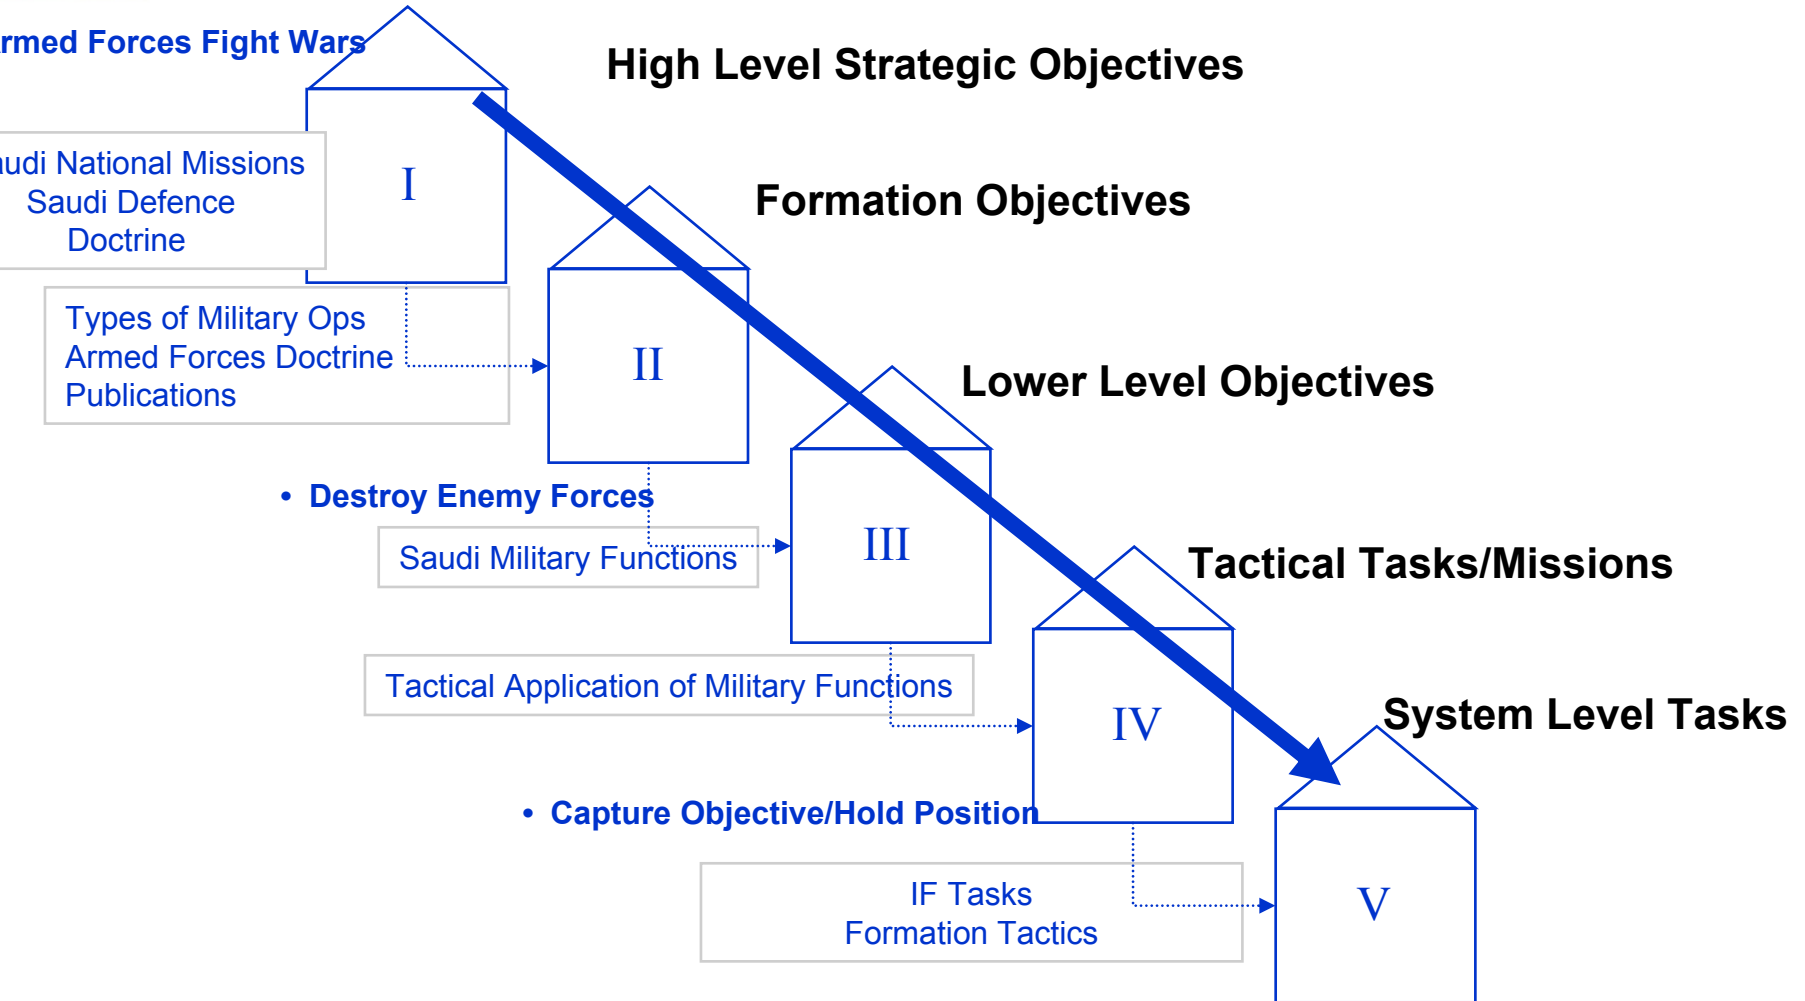 Armed Forces Fight Wars
High Level Strategic Objectives
Saudi National Missions
Saudi Defence
Doctrine
I
Formation Objectives
Types of Military Ops
Armed Forces Doctrine
Publications
II
Lower Level Objectives
• Destroy Enemy Forces
Saudi Military Functions
III
Tactical Tasks/Missions
Tactical Application of Military Functions
IV
System Level Tasks
• Capture Objective/Hold Position
IF Tasks
Formation Tactics
V